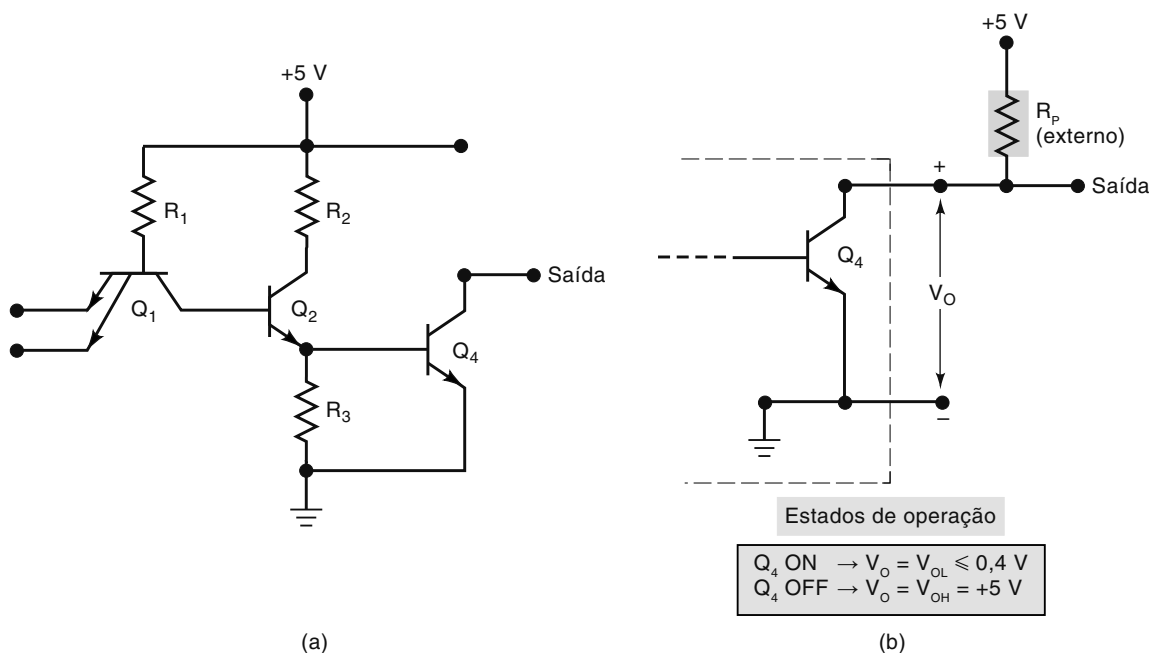 +5 V
R1
R2
Q1
Q2
Q4
Saída
R3
(a)
+5 V
RP
(externo)
+
Saída
Q4
VO
–
Estados de operação
Q4 ON → VO = VOL ⩽ 0,4 V
Q4 OFF → VO = VOH = +5 V
(b)